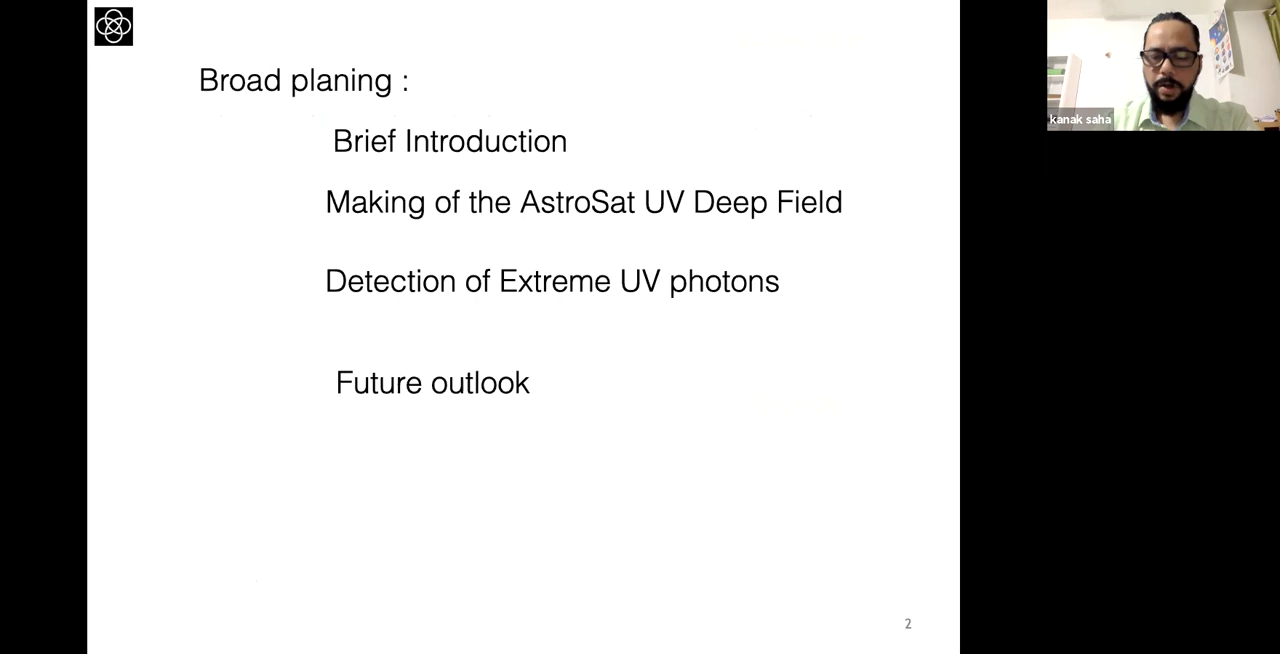 Broad planing :
Brief Introduction
Making of the AstroSat UV Deep Field
Detection of Extreme UV photons
Future outlook
2
kanak saha